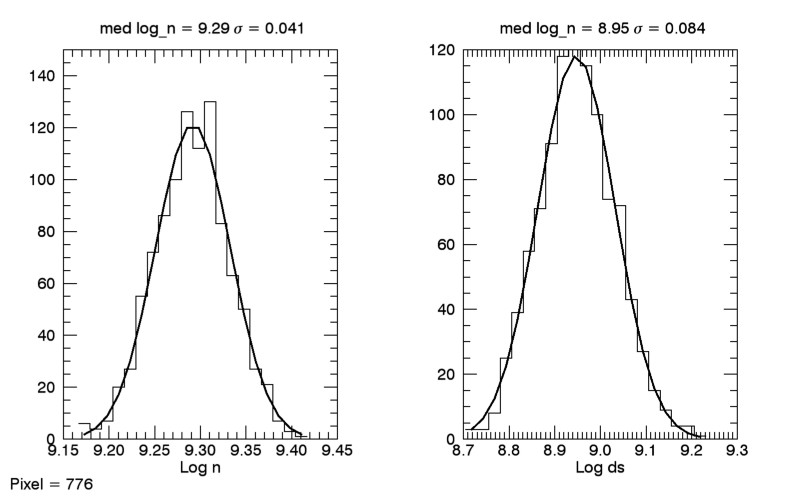 med log_n = 9.29 σ = 0.041
140
120
100
80
60
40
20
0
9.15 9.20 9.25 9.30 9.35 9.40 9.45
Log n
med log_n = 8.95 σ = 0.084
120
100
80
60
40
20
0
8.7 8.8 8.9 9.0 9.1 9.2 9.3
Log ds
Pixel = 776